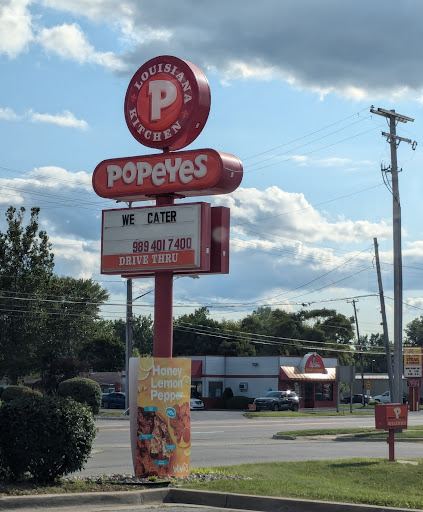 LOUISIANA
P
KITCHEN
POPEYES
WE CATER
989 401 7400
DRIVE THRU
Honey
Lemon
Pepper